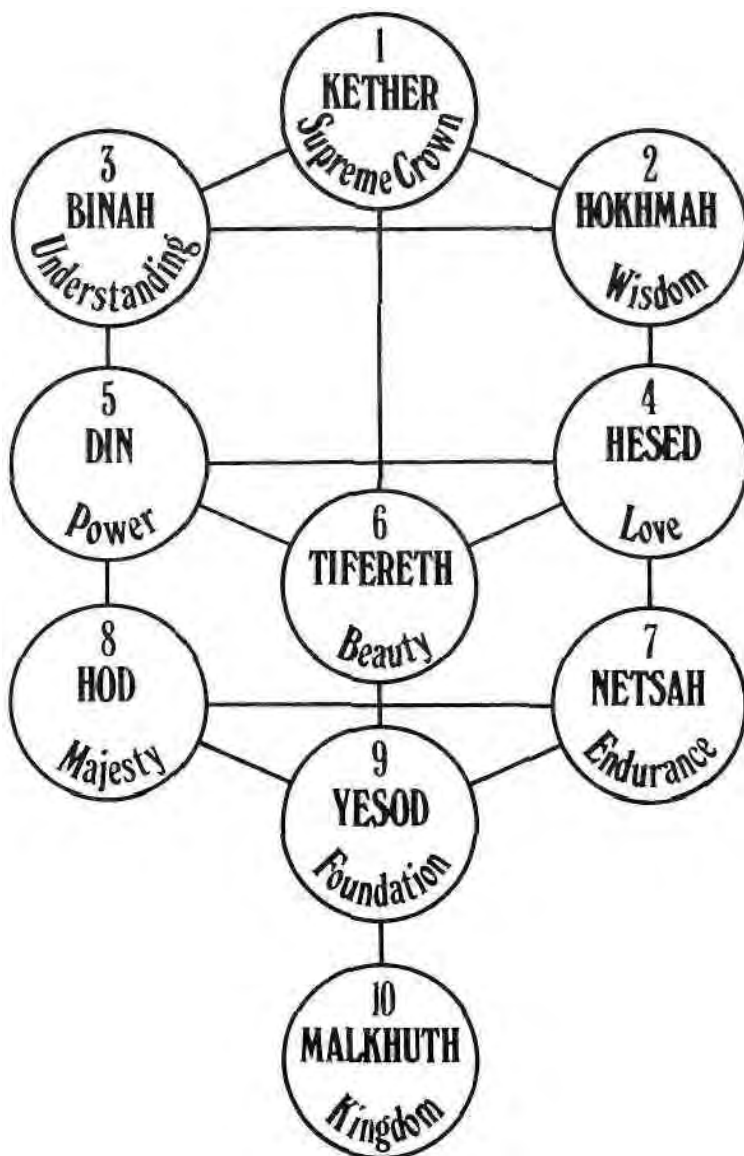 1
KETHER
Supreme Crown
3
BINAH
Understanding
2
HOKHMAH
Wisdom
5
DIN
Power
4
HESED
Love
6
TIFERETH
Beauty
8
HOD
Majesty
7
NETSAH
Endurance
9
YESOD
Foundation
10
MALKHUTH
Kingdom